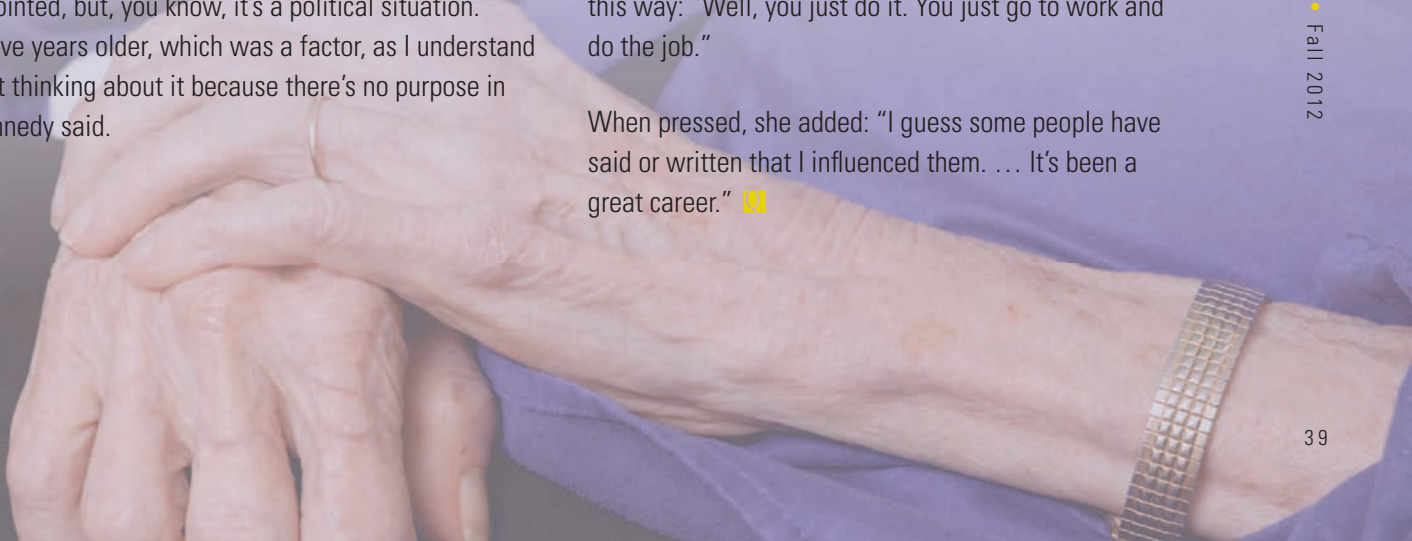 ointed, but, you know, it’s a political situation.
ve years older, which was a factor, as I understand
t thinking about it because there’s no purpose in
nnedy said.
this way: “Well, you just do it. You just go to work and
do the job.”
When pressed, she added: “I guess some people have
said or written that I influenced them. … It’s been a
great career.” Q
• Fall 2012
39